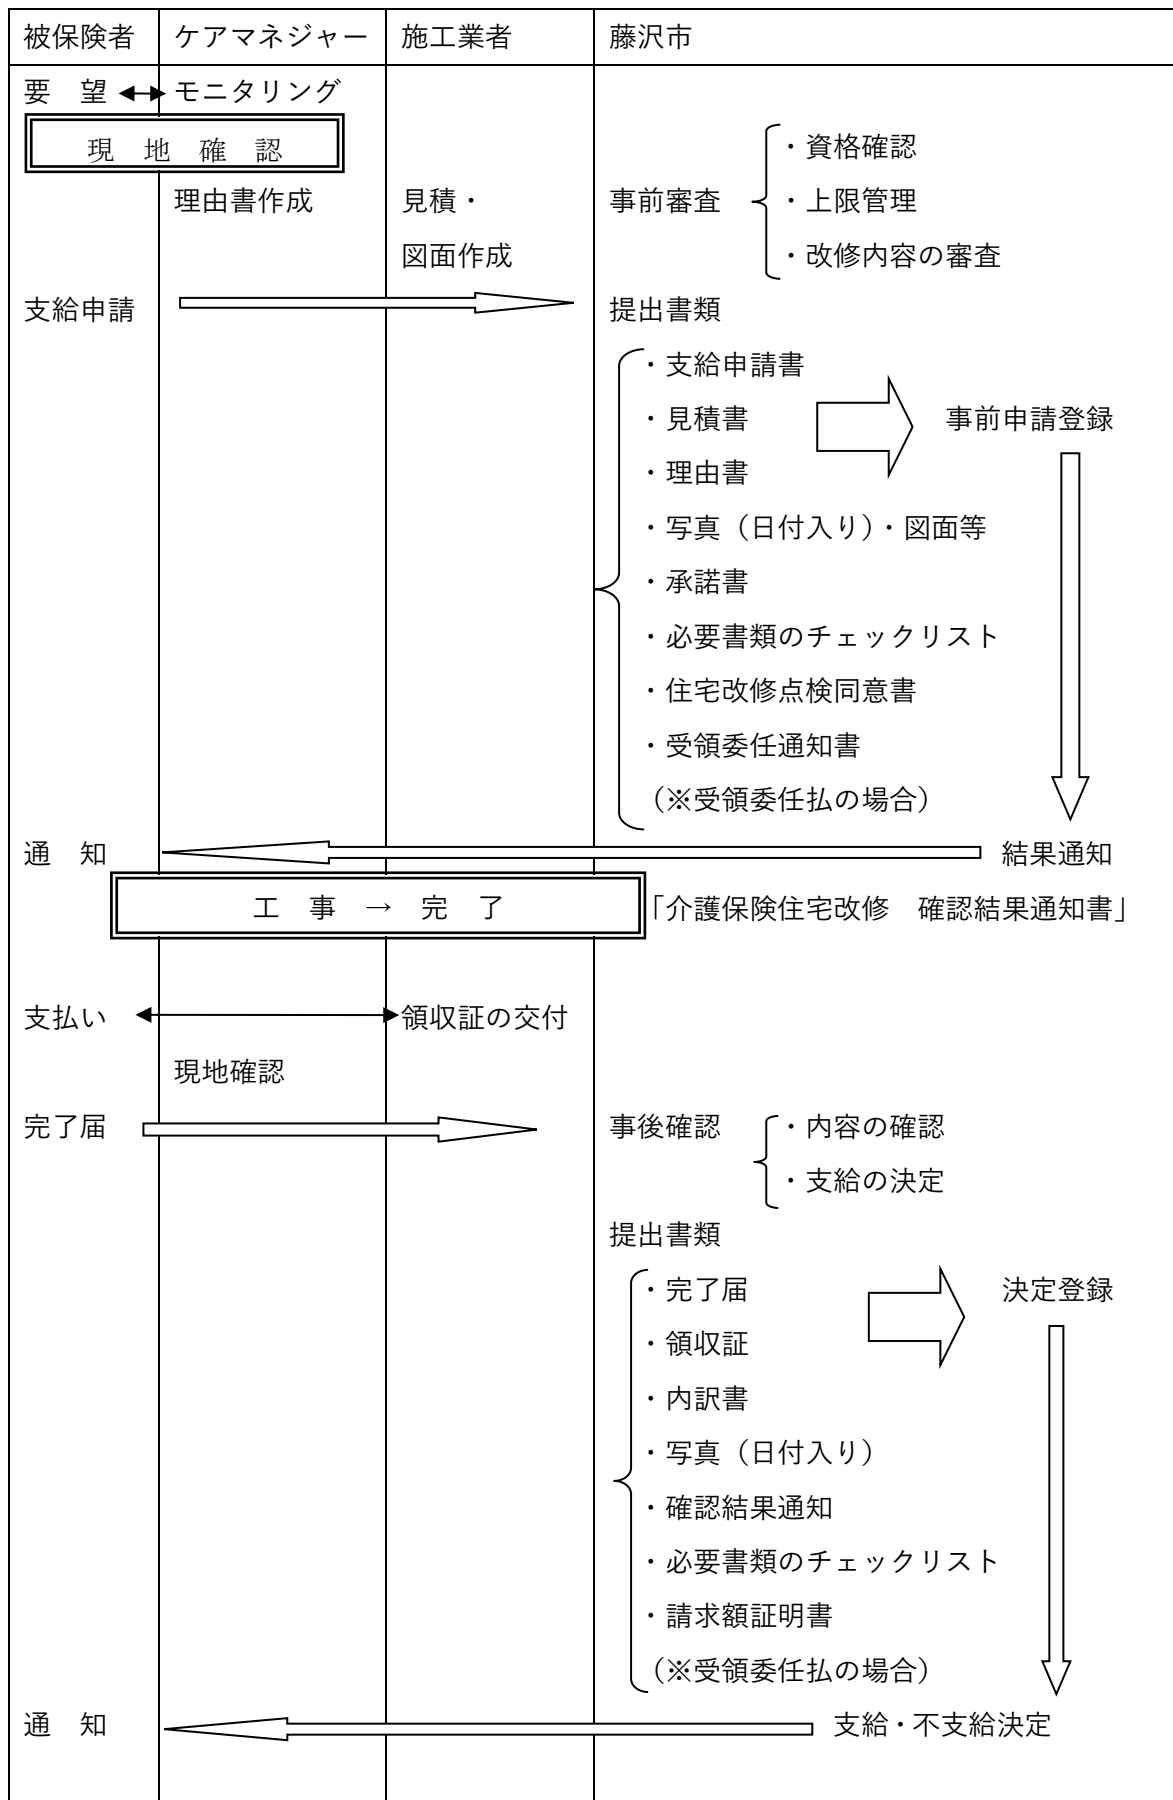 被保険者 ケアマネジャー 施工業者 藤沢市
要　望 モニタリング
現　地　確　認
・資格確認
理由書作成 見積・ 事前審査 ・上限管理
図面作成 ・改修内容の審査
支給申請 提出書類
・支給申請書
・見積書 事前申請登録
・理由書
・写真（日付入り）・図面等
・承諾書
・必要書類のチェックリスト
・住宅改修点検同意書
・受領委任通知書
（※受領委任払の場合）
通　知 結果通知
工　事　→　完　了 「介護保険住宅改修　確認結果通知書」
支払い 領収証の交付
現地確認
完了届 事後確認 ・内容の確認
・支給の決定
提出書類
・完了届 決定登録
・領収証
・内訳書
・写真（日付入り）
・確認結果通知
・必要書類のチェックリスト
・請求額証明書
（※受領委任払の場合）
通　知 支給・不支給決定